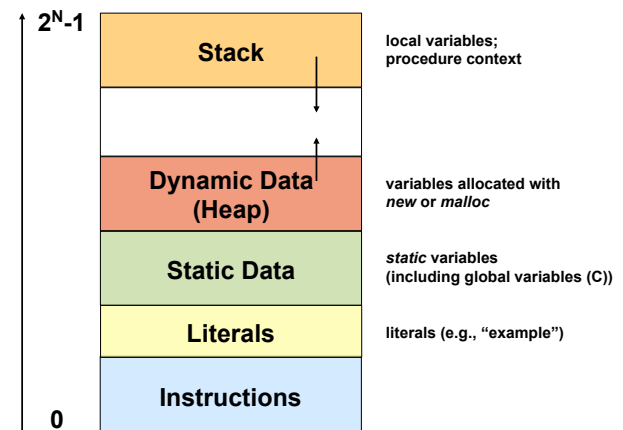 2ᴺ-1
Stack
local variables;
procedure context
Dynamic Data
(Heap)
variables allocated with
new or malloc
Static Data
static variables
(including global variables (C))
Literals
literals (e.g., “example”)
Instructions
0